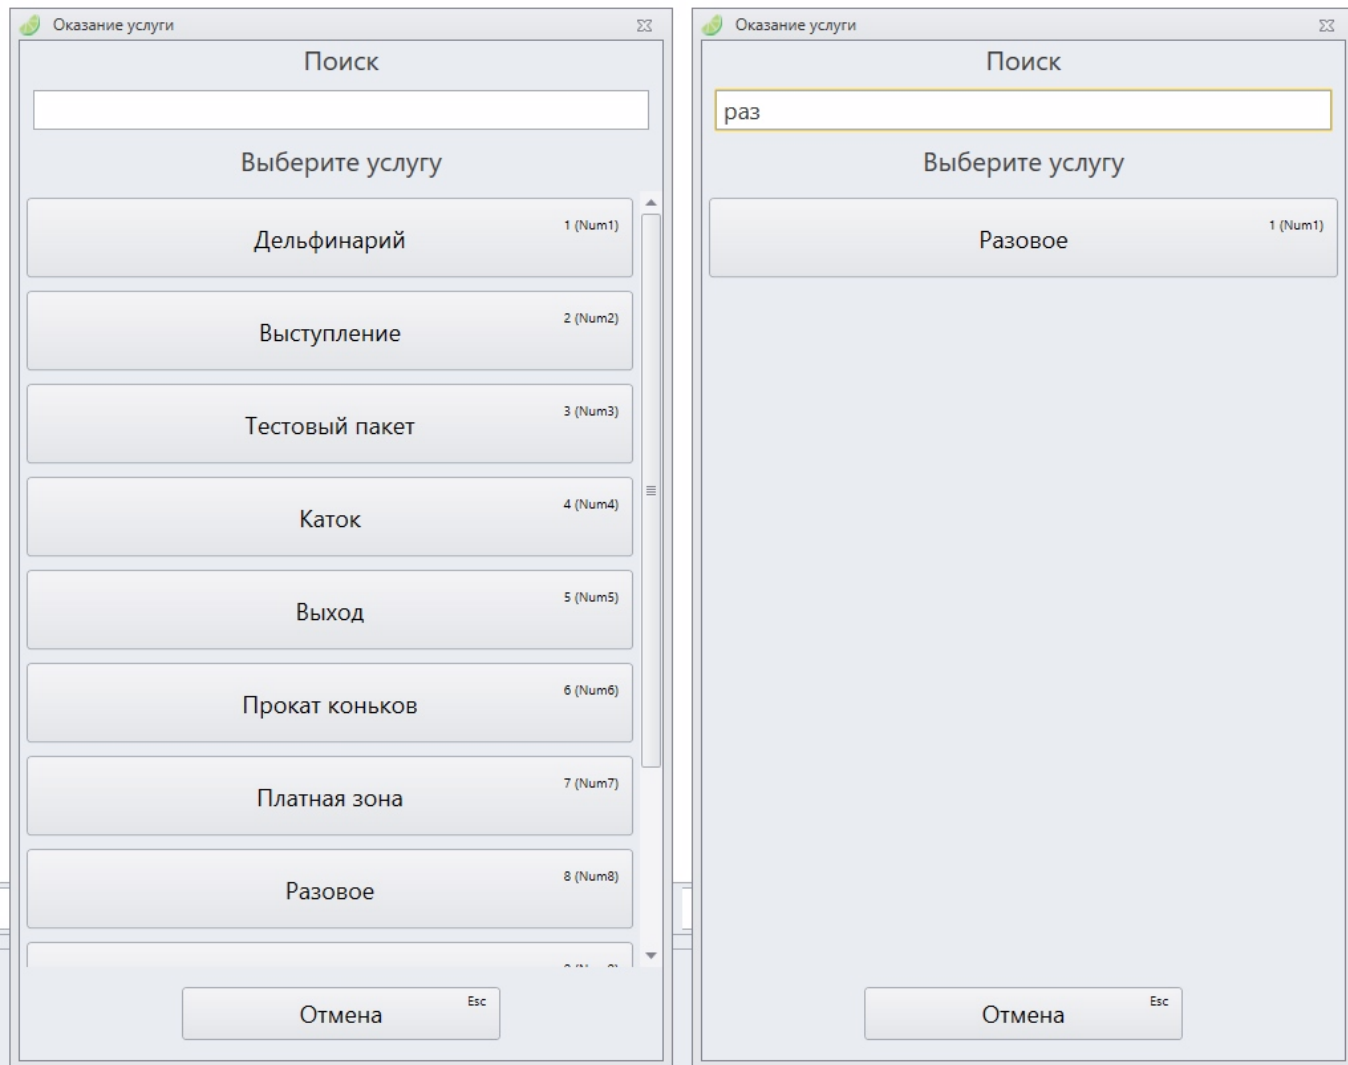 Оказание услуги
Поиск
Выберите услугу
Дельфинарий 1 (Num1)
Выступление 2 (Num2)
Тестовый пакет 3 (Num3)
Каток 4 (Num4)
Выход 5 (Num5)
Прокат коньков 6 (Num6)
Платная зона 7 (Num7)
Разовое 8 (Num8)
Отмена Esc
Оказание услуги
Поиск
раз
Выберите услугу
Разовое 1 (Num1)
Отмена Esc